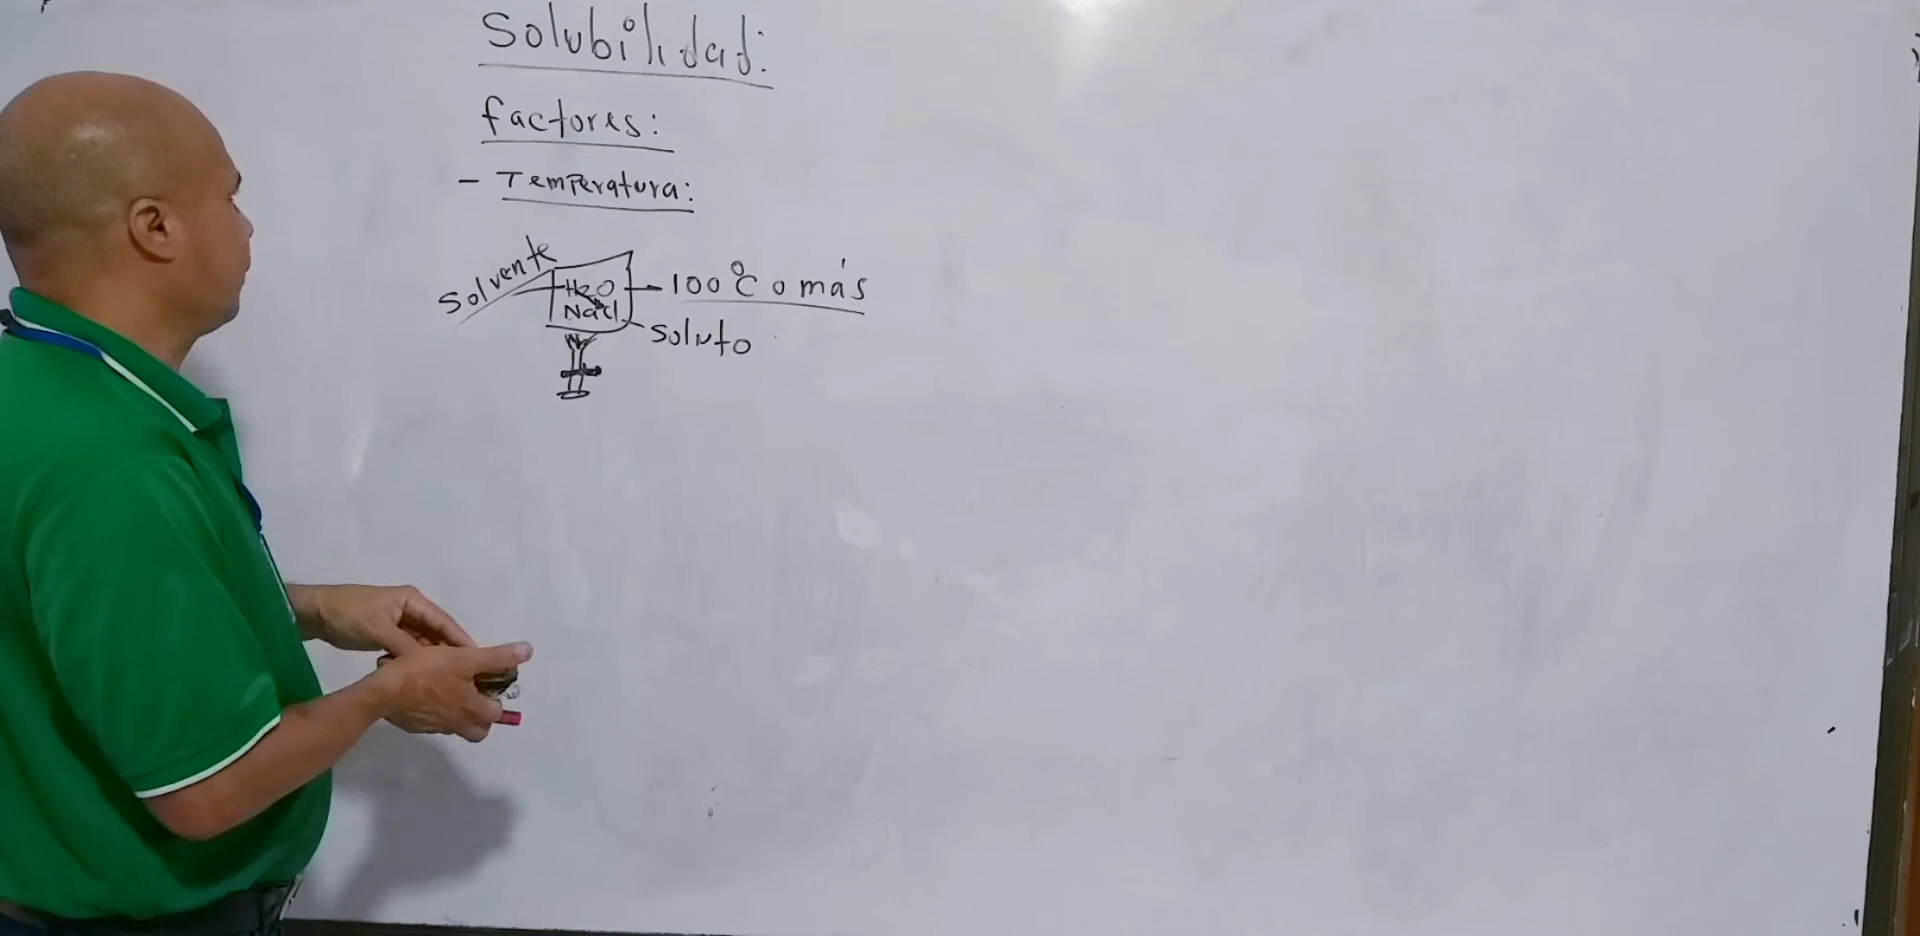 Solubilidad:
factores:
- Temperatura:
Solvente
H2O
NaCl
100°C o más
Soluto